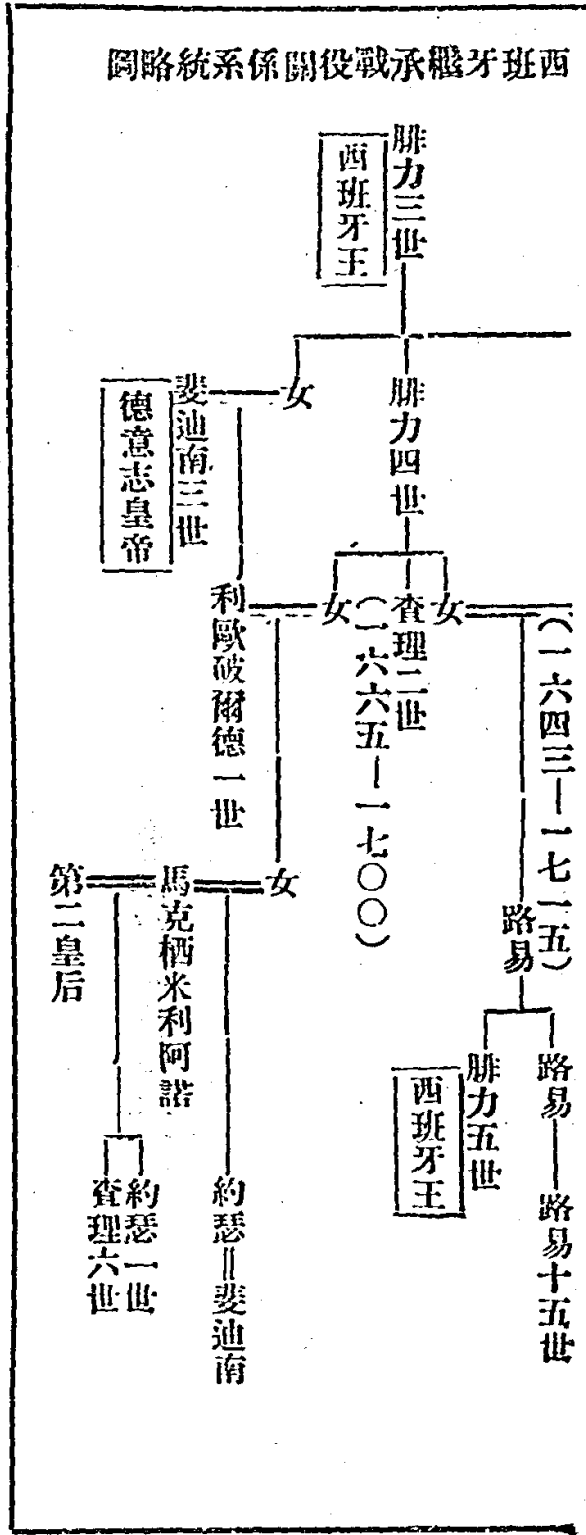 西班牙繼承戰役關係系統略圖
腓力三世
西班牙王
腓力四世
女
斐迪南三世
德意志皇帝
(一六四三—一七一五)
女
查理二世
(一六六五—一七〇〇)
女
利歐破爾德一世
路易
女
馬克栖米利阿諾
第二皇后
路易—路易十五世
腓力五世
西班牙王
約瑟=斐迪南
約瑟一世
查理六世